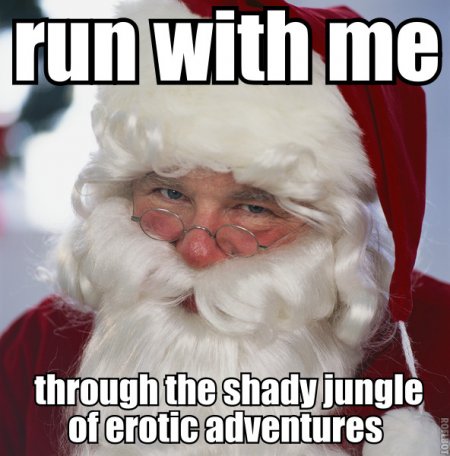 run with me
through the shady jungle
of erotic adventures